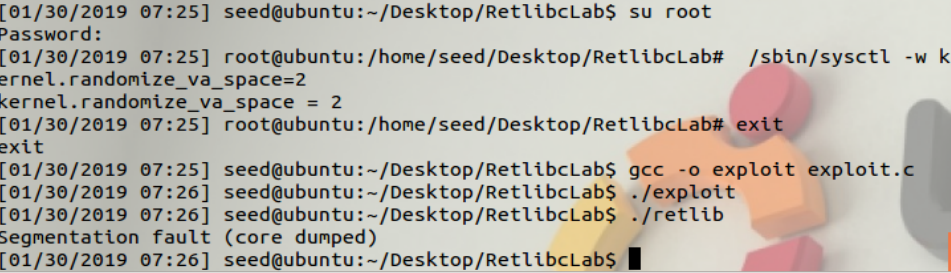 [01/30/2019 07:25] seed@ubuntu:~/Desktop/RetlibcLab$ su root
Password:
[01/30/2019 07:25] root@ubuntu:/home/seed/Desktop/RetlibcLab#  /sbin/sysctl -w k
ernel.randomize_va_space=2
kernel.randomize_va_space = 2
[01/30/2019 07:25] root@ubuntu:/home/seed/Desktop/RetlibcLab# exit
exit
[01/30/2019 07:25] seed@ubuntu:~/Desktop/RetlibcLab$ gcc -o exploit exploit.c
[01/30/2019 07:26] seed@ubuntu:~/Desktop/RetlibcLab$ ./exploit
[01/30/2019 07:26] seed@ubuntu:~/Desktop/RetlibcLab$ ./retlib
Segmentation fault (core dumped)
[01/30/2019 07:26] seed@ubuntu:~/Desktop/RetlibcLab$